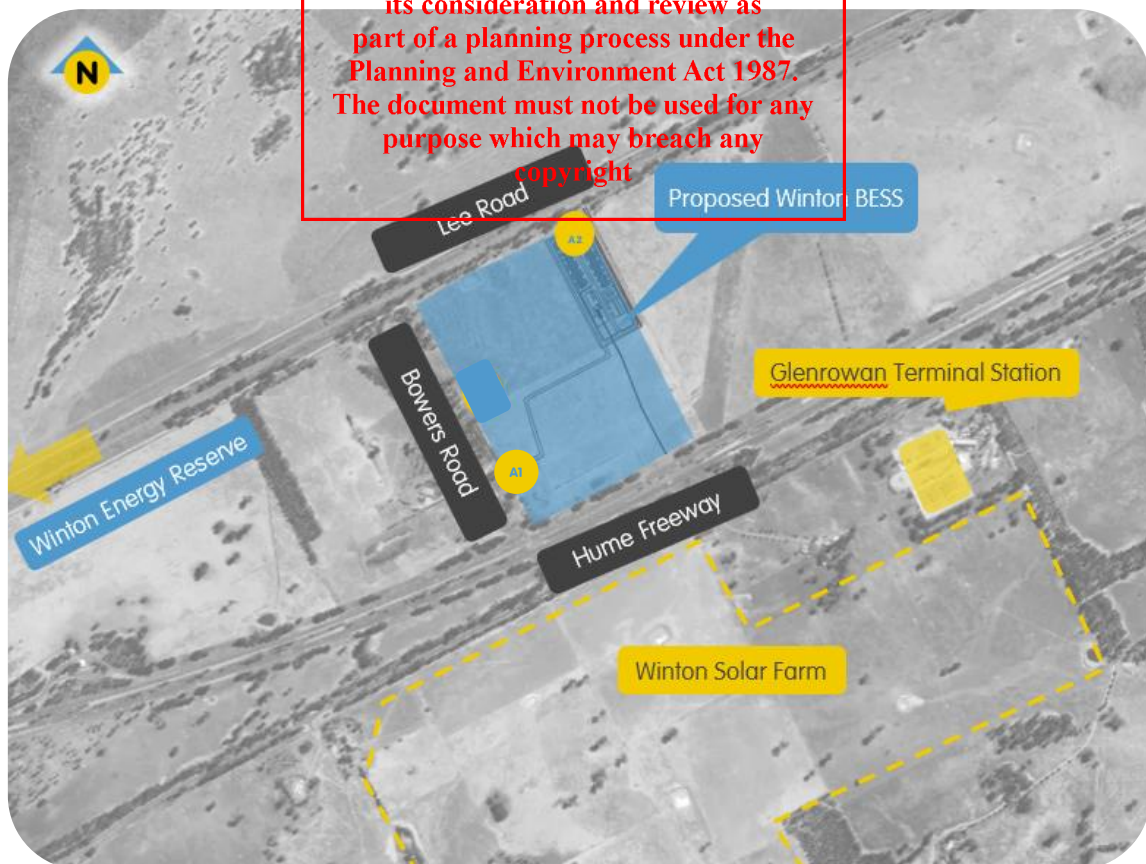 its consideration and review as
part of a planning process under the
Planning and Environment Act 1987.
The document must not be used for any
purpose which may breach any
copyright
N
Lee Road
A2
Proposed Winton BESS
Glenrowan Terminal Station
Bowers Road
Winton Energy Reserve
A1
Hume Freeway
Winton Solar Farm